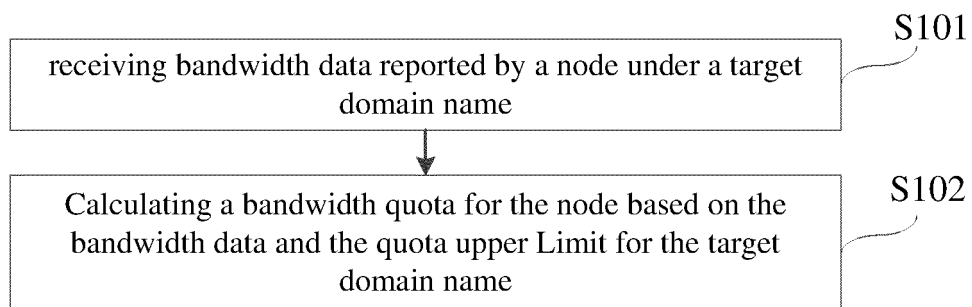 S101
receiving bandwidth data reported by a node under a target
domain name
S102
Calculating a bandwidth quota for the node based on the
bandwidth data and the quota upper Limit for the target
domain name